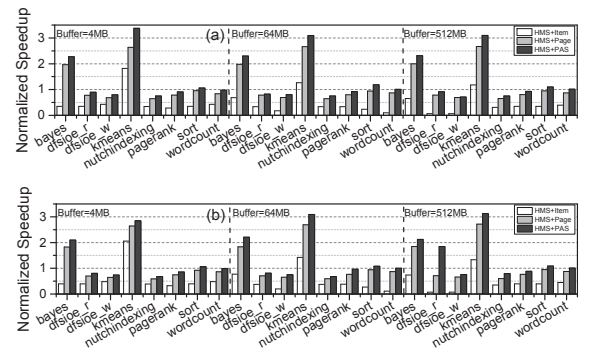 (a)
Normalized Speedup
3
2
1
0
Buffer=4MB
Buffer=64MB
Buffer=512MB
HMS+Item
HMS+Page
HMS+PAS
bayes
dfsioe_r
dfsioe_w
kmeans
nutchindexing
pagerank
sort
wordcount
bayes
dfsioe_r
dfsioe_w
kmeans
nutchindexing
pagerank
sort
wordcount
bayes
dfsioe_r
dfsioe_w
kmeans
nutchindexing
pagerank
sort
wordcount
(b)
Normalized Speedup
3
2
1
0
Buffer=4MB
Buffer=64MB
Buffer=512MB
HMS+Item
HMS+Page
HMS+PAS
bayes
dfsioe_r
dfsioe_w
kmeans
nutchindexing
pagerank
sort
wordcount
bayes
dfsioe_r
dfsioe_w
kmeans
nutchindexing
pagerank
sort
wordcount
bayes
dfsioe_r
dfsioe_w
kmeans
nutchindexing
pagerank
sort
wordcount